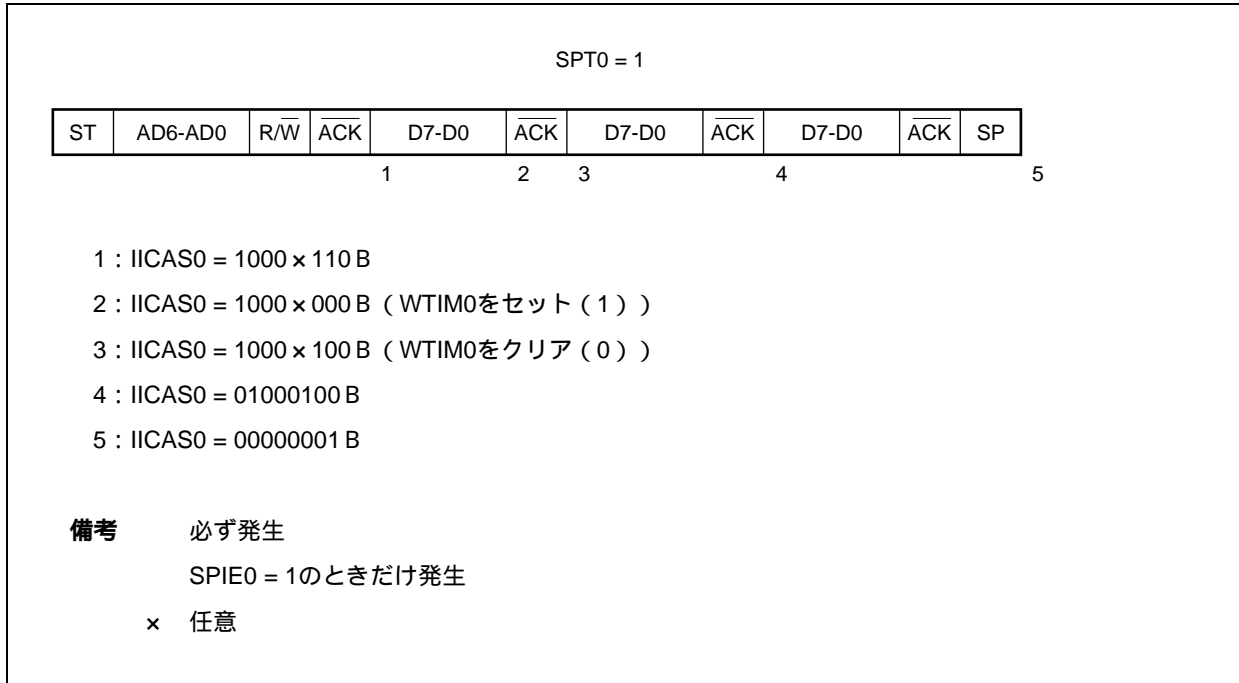 SPT0 = 1
ST AD6-AD0 R/W ACK D7-D0 ACK D7-D0 ACK D7-D0 ACK SP
1 2 3 4 5
1：IICAS0 = 1000×110 B
2：IICAS0 = 1000×000 B（WTIM0をセット（1））
3：IICAS0 = 1000×100 B（WTIM0をクリア（0））
4：IICAS0 = 01000100 B
5：IICAS0 = 00000001 B
備考 必ず発生
SPIE0 = 1のときだけ発生
× 任意